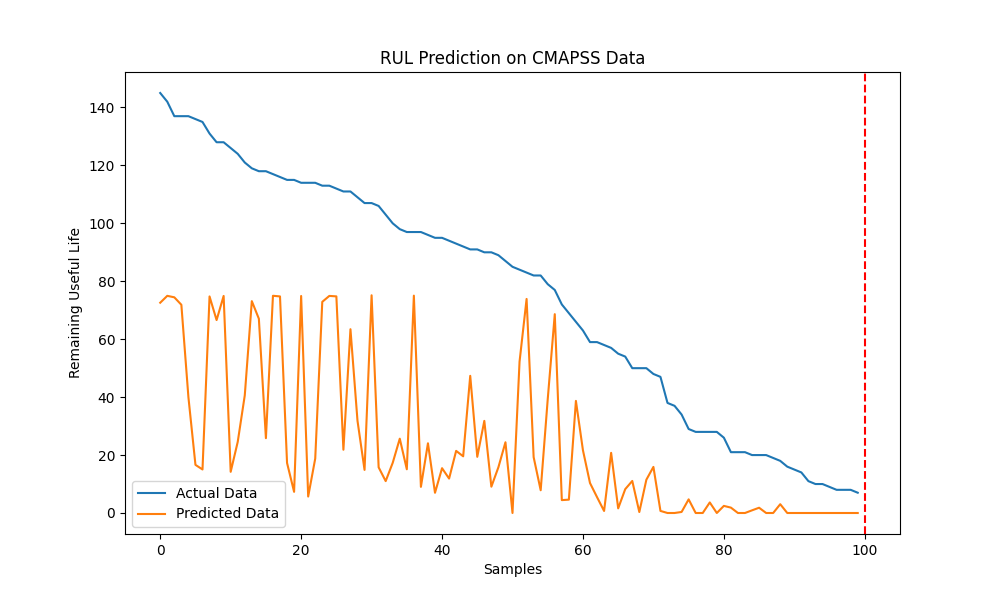 RUL Prediction on CMAPSS Data
Remaining Useful Life
140
120
100
80
60
40
20
0
Actual Data
Predicted Data
0 20 40 60 80 100
Samples